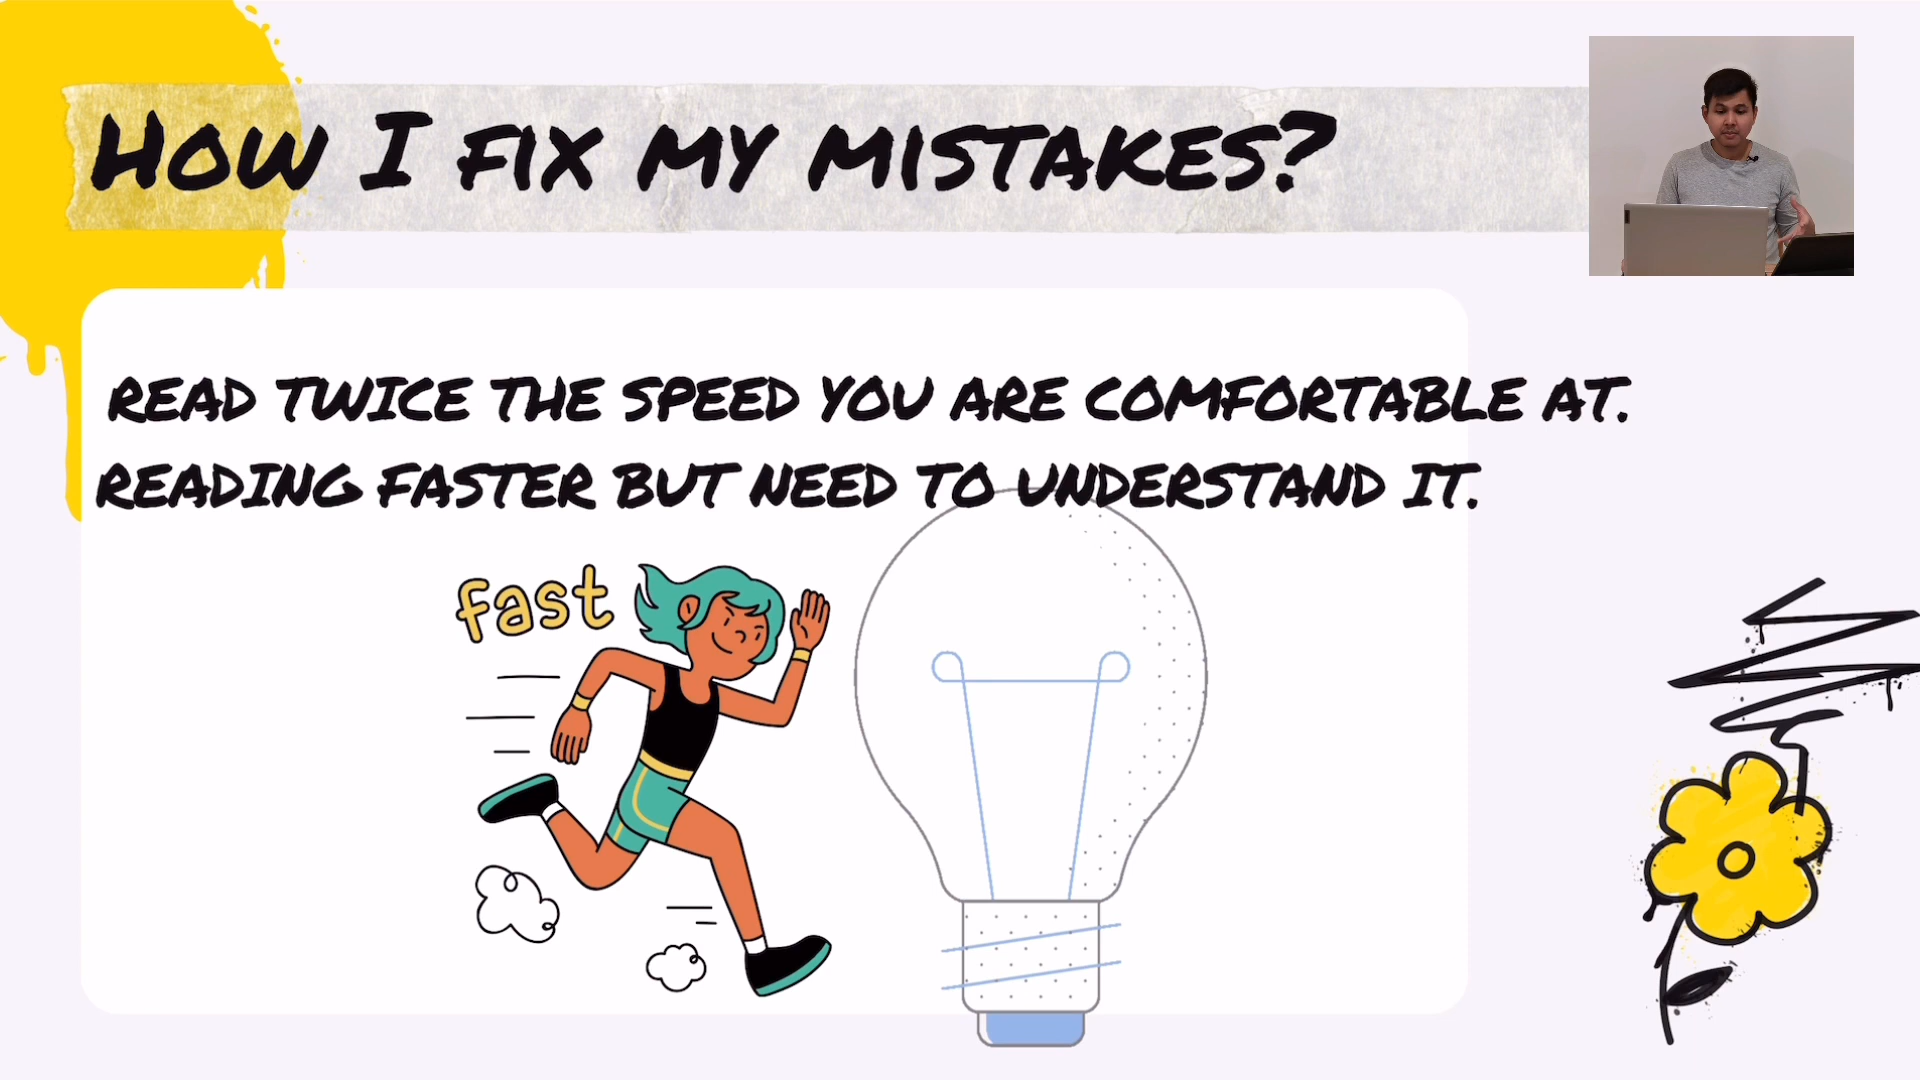 HOW I FIX MY MISTAKES?
READ TWICE THE SPEED YOU ARE COMFORTABLE AT.
READING FASTER BUT NEED TO UNDERSTAND IT.
fast